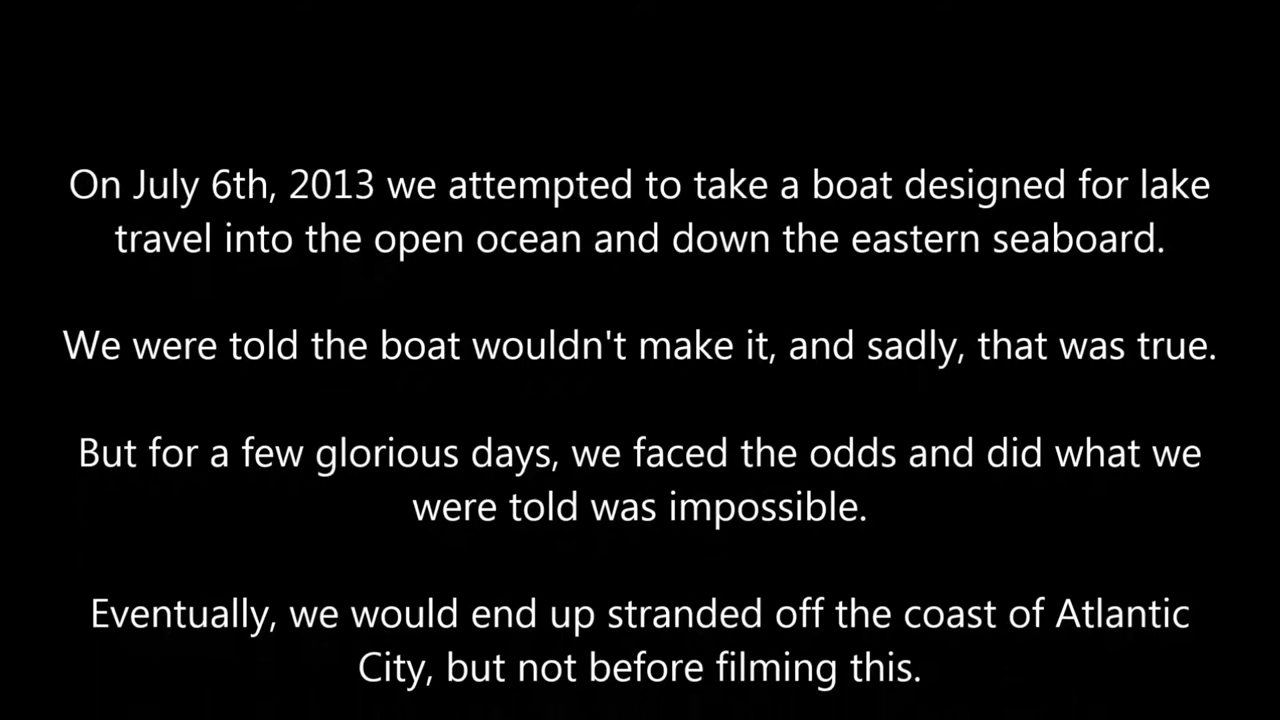 On July 6th, 2013 we attempted to take a boat designed for lake
travel into the open ocean and down the eastern seaboard.
We were told the boat wouldn't make it, and sadly, that was true.
But for a few glorious days, we faced the odds and did what we
were told was impossible.
Eventually, we would end up stranded off the coast of Atlantic
City, but not before filming this.